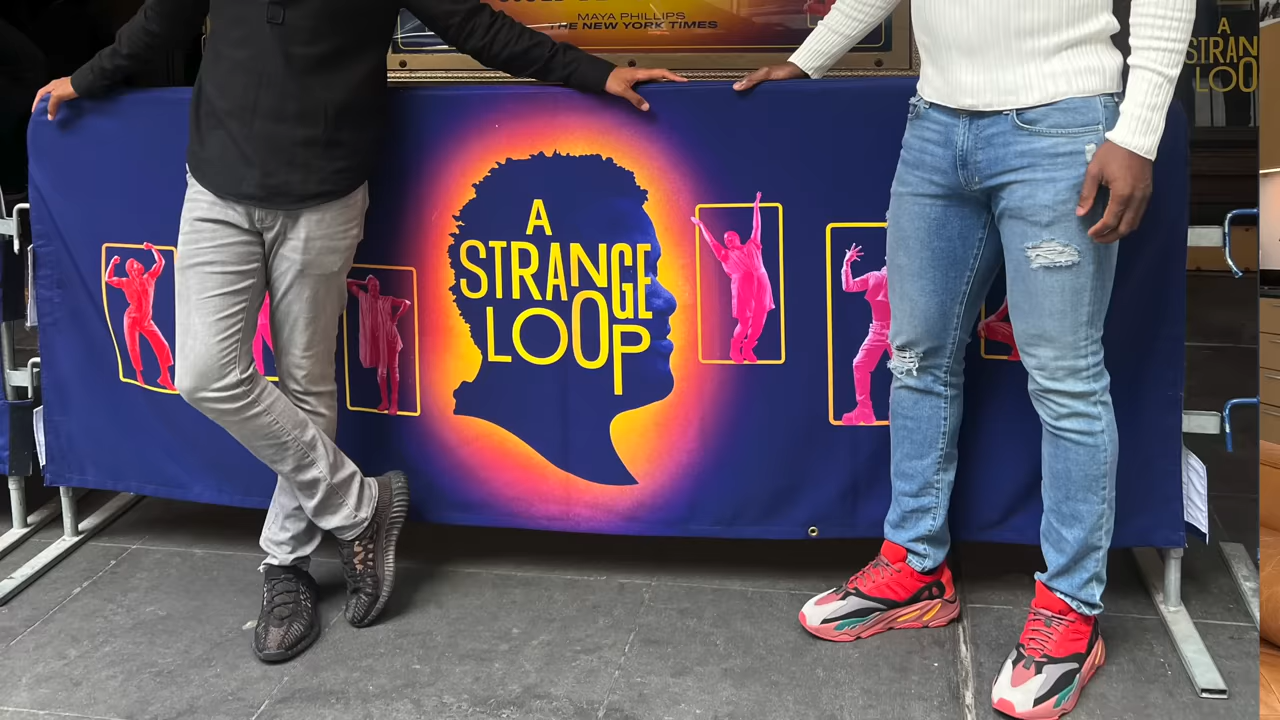 MAYA PHILLIPS
THE NEW YORK TIMES
A
STRANGE
LOOP
A
STRAN
LOO